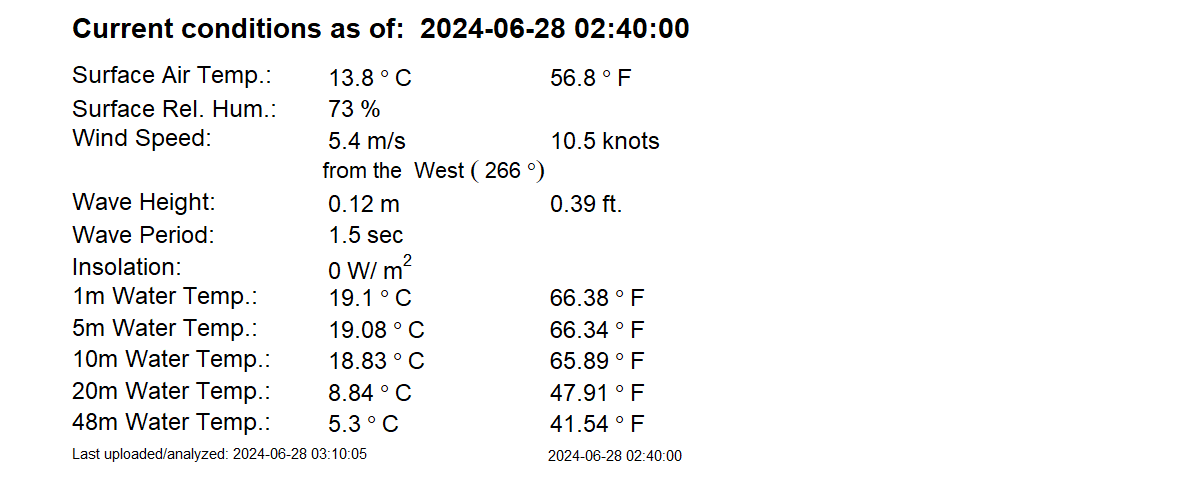 Current conditions as of: 2024-06-28 02:40:00
Surface Air Temp.: 13.8 ° C 56.8 ° F
Surface Rel. Hum.: 73 %
Wind Speed: 5.4 m/s 10.5 knots
from the West ( 266 °)
Wave Height: 0.12 m 0.39 ft.
Wave Period: 1.5 sec
Insolation: 0 W/ m²
1m Water Temp.: 19.1 ° C 66.38 ° F
5m Water Temp.: 19.08 ° C 66.34 ° F
10m Water Temp.: 18.83 ° C 65.89 ° F
20m Water Temp.: 8.84 ° C 47.91 ° F
48m Water Temp.: 5.3 ° C 41.54 ° F
Last uploaded/analyzed: 2024-06-28 03:10:05 2024-06-28 02:40:00